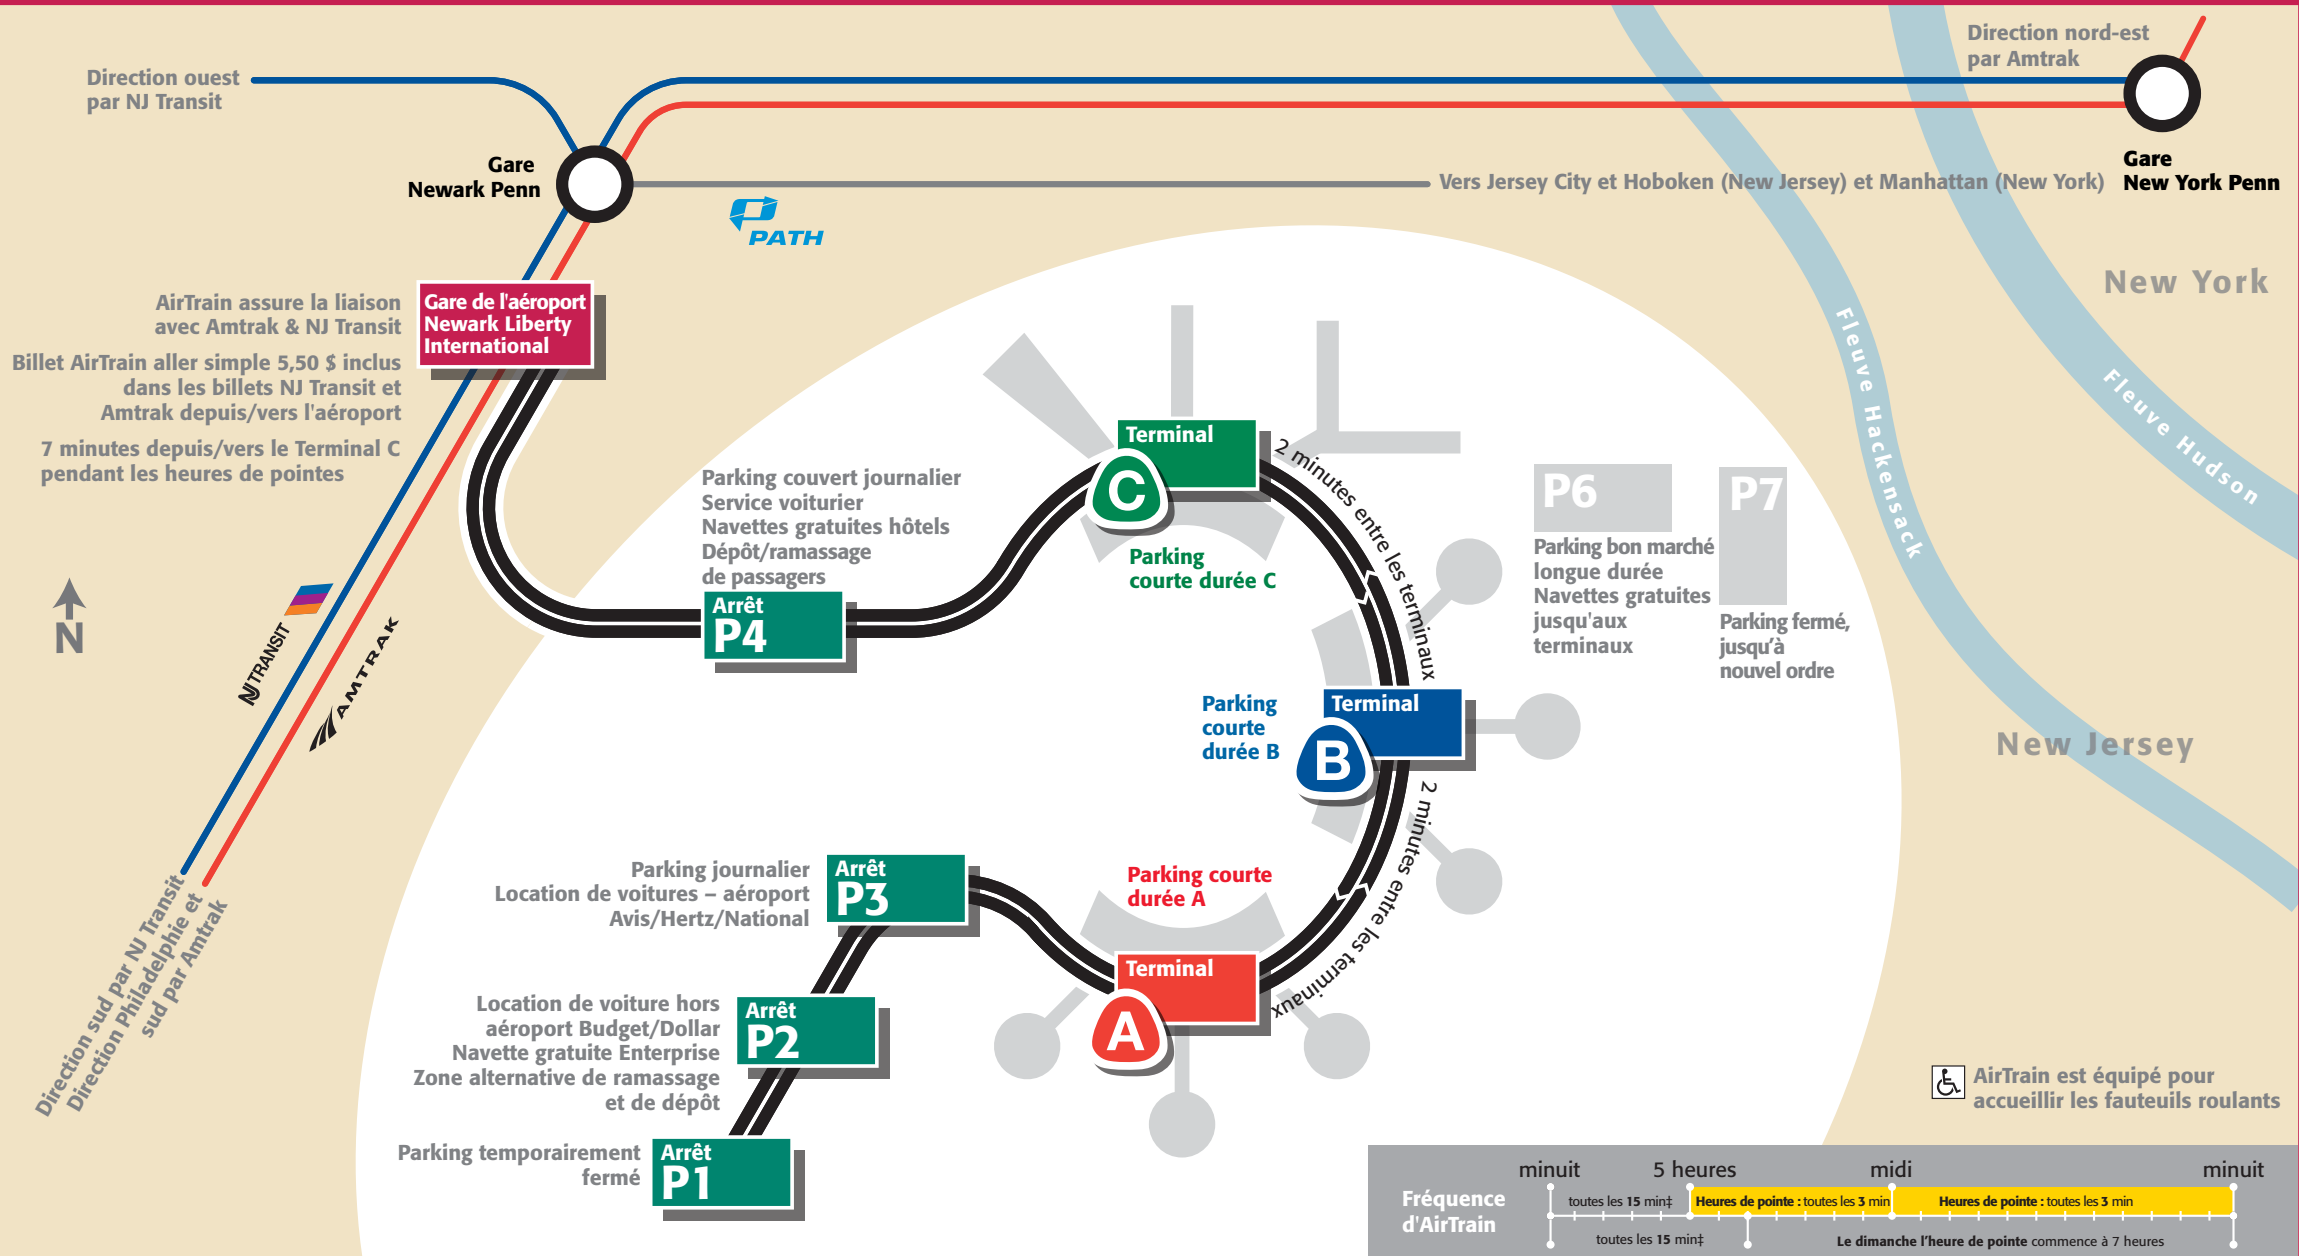 Direction ouest
par NJ Transit
Direction nord-est
par Amtrak
Gare
Newark Penn
Gare
New York Penn
Vers Jersey City et Hoboken (New Jersey) et Manhattan (New York)
PATH
New York
AirTrain assure la liaison
avec Amtrak & NJ Transit
Billet AirTrain aller simple 5,50 $ inclus
dans les billets NJ Transit et
Amtrak depuis/vers l'aéroport
7 minutes depuis/vers le Terminal C
pendant les heures de pointes
Gare de l'aéroport
Newark Liberty
International
Fleuve Hackensack
Fleuve Hudson
Terminal
C
2 minutes entre les terminaux
Parking
courte durée C
Parking couvert journalier
Service voiturier
Navettes gratuites hôtels
Dépôt/ramassage
de passagers
Arrêt
P4
P6
Parking bon marché
longue durée
Navettes gratuites
jusqu'aux
terminaux
P7
Parking fermé,
jusqu'à
nouvel ordre
N
NJ TRANSIT
AMTRAK
Parking
courte
durée B
Terminal
B
New Jersey
2 minutes entre les terminaux
Parking courte
durée A
Terminal
A
Parking journalier
Location de voitures – aéroport
Avis/Hertz/National
Arrêt
P3
Location de voiture hors
aéroport Budget/Dollar
Navette gratuite Enterprise
Zone alternative de ramassage
et de dépôt
Arrêt
P2
Parking temporairement
fermé
Arrêt
P1
Direction sud par NJ Transit
Direction Philadelphie et
sud par Amtrak
AirTrain est équipé pour
accueillir les fauteuils roulants
Fréquence
d'AirTrain
minuit 5 heures midi minuit
toutes les 15 min‡ Heures de pointe : toutes les 3 min Heures de pointe : toutes les 3 min
toutes les 15 min‡ Le dimanche l'heure de pointe commence à 7 heures